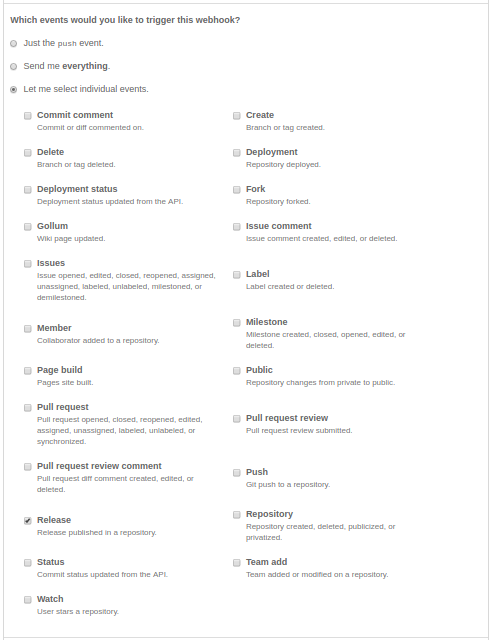 Which events would you like to trigger this webhook?
Just the push event.
Send me everything.
Let me select individual events.
Commit comment
Commit or diff commented on.
Create
Branch or tag created.
Delete
Branch or tag deleted.
Deployment
Repository deployed.
Deployment status
Deployment status updated from the API.
Fork
Repository forked.
Gollum
Wiki page updated.
Issue comment
Issue comment created, edited, or deleted.
Issues
Issue opened, edited, closed, reopened, assigned,
unassigned, labeled, unlabeled, milestoned, or
demilestoned.
Label
Label created or deleted.
Member
Collaborator added to a repository.
Milestone
Milestone created, closed, opened, edited, or
deleted.
Page build
Pages site built.
Public
Repository changes from private to public.
Pull request
Pull request opened, closed, reopened, edited,
assigned, unassigned, labeled, unlabeled, or
synchronized.
Pull request review
Pull request review submitted.
Pull request review comment
Pull request diff comment created, edited, or
deleted.
Push
Git push to a repository.
Release
Release published in a repository.
Repository
Repository created, deleted, publicized, or
privatized.
Status
Commit status updated from the API.
Team add
Team added or modified on a repository.
Watch
User stars a repository.